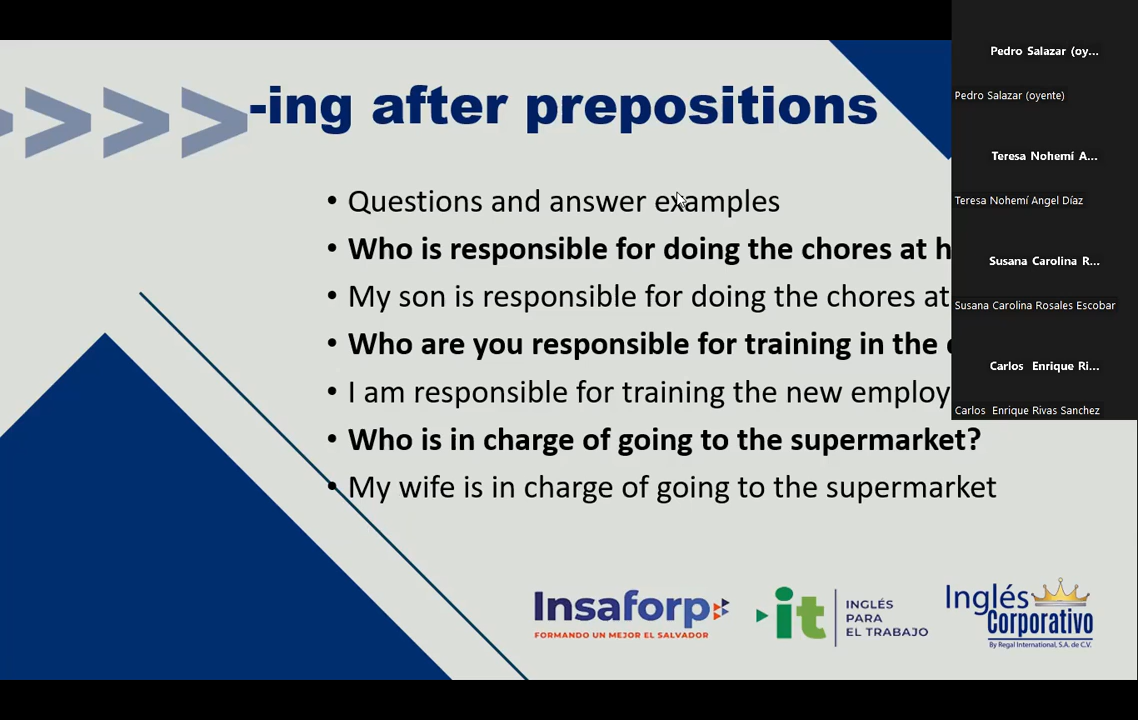 -ing after prepositions
• Questions and answer examples
• Who is responsible for doing the chores at h
• My son is responsible for doing the chores at
• Who are you responsible for training in the
• I am responsible for training the new employ
• Who is in charge of going to the supermarket?
• My wife is in charge of going to the supermarket
Insaforp
FORMANDO UN MEJOR EL SALVADOR
it
INGLÉS
PARA
EL TRABAJO
Inglés
Corporativo
By Regal International, S.A. de C.V.
Pedro Salazar (oy...
Pedro Salazar (oyente)
Teresa Nohemí A...
Teresa Nohemí Angel Díaz
Susana Carolina R...
Susana Carolina Rosales Escobar
Carlos Enrique Ri...
Carlos Enrique Rivas Sanchez